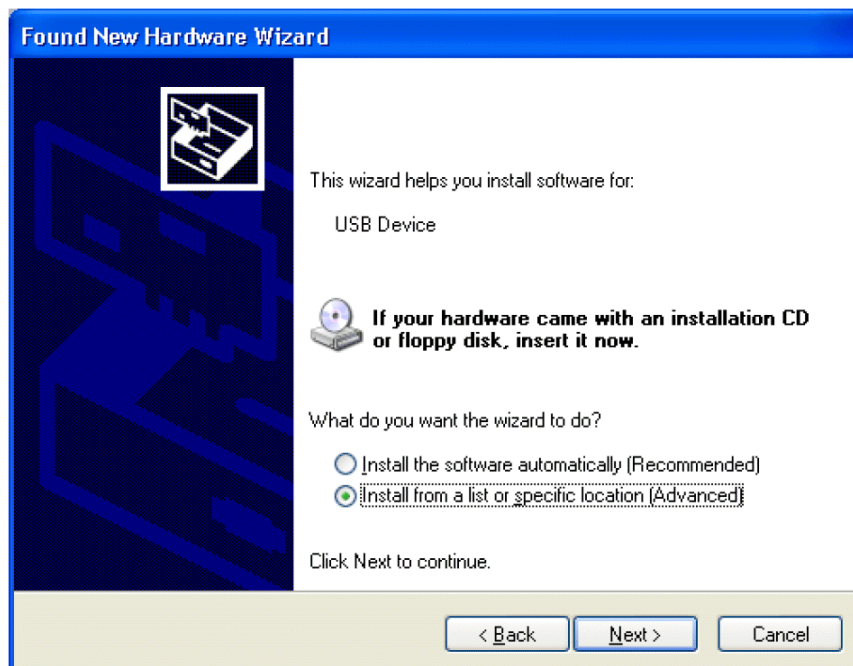 Found New Hardware Wizard
This wizard helps you install software for:
USB Device
If your hardware came with an installation CD
or floppy disk, insert it now.
What do you want the wizard to do?
Install the software automatically (Recommended)
Install from a list or specific location (Advanced)
Click Next to continue.
< Back
Next >
Cancel